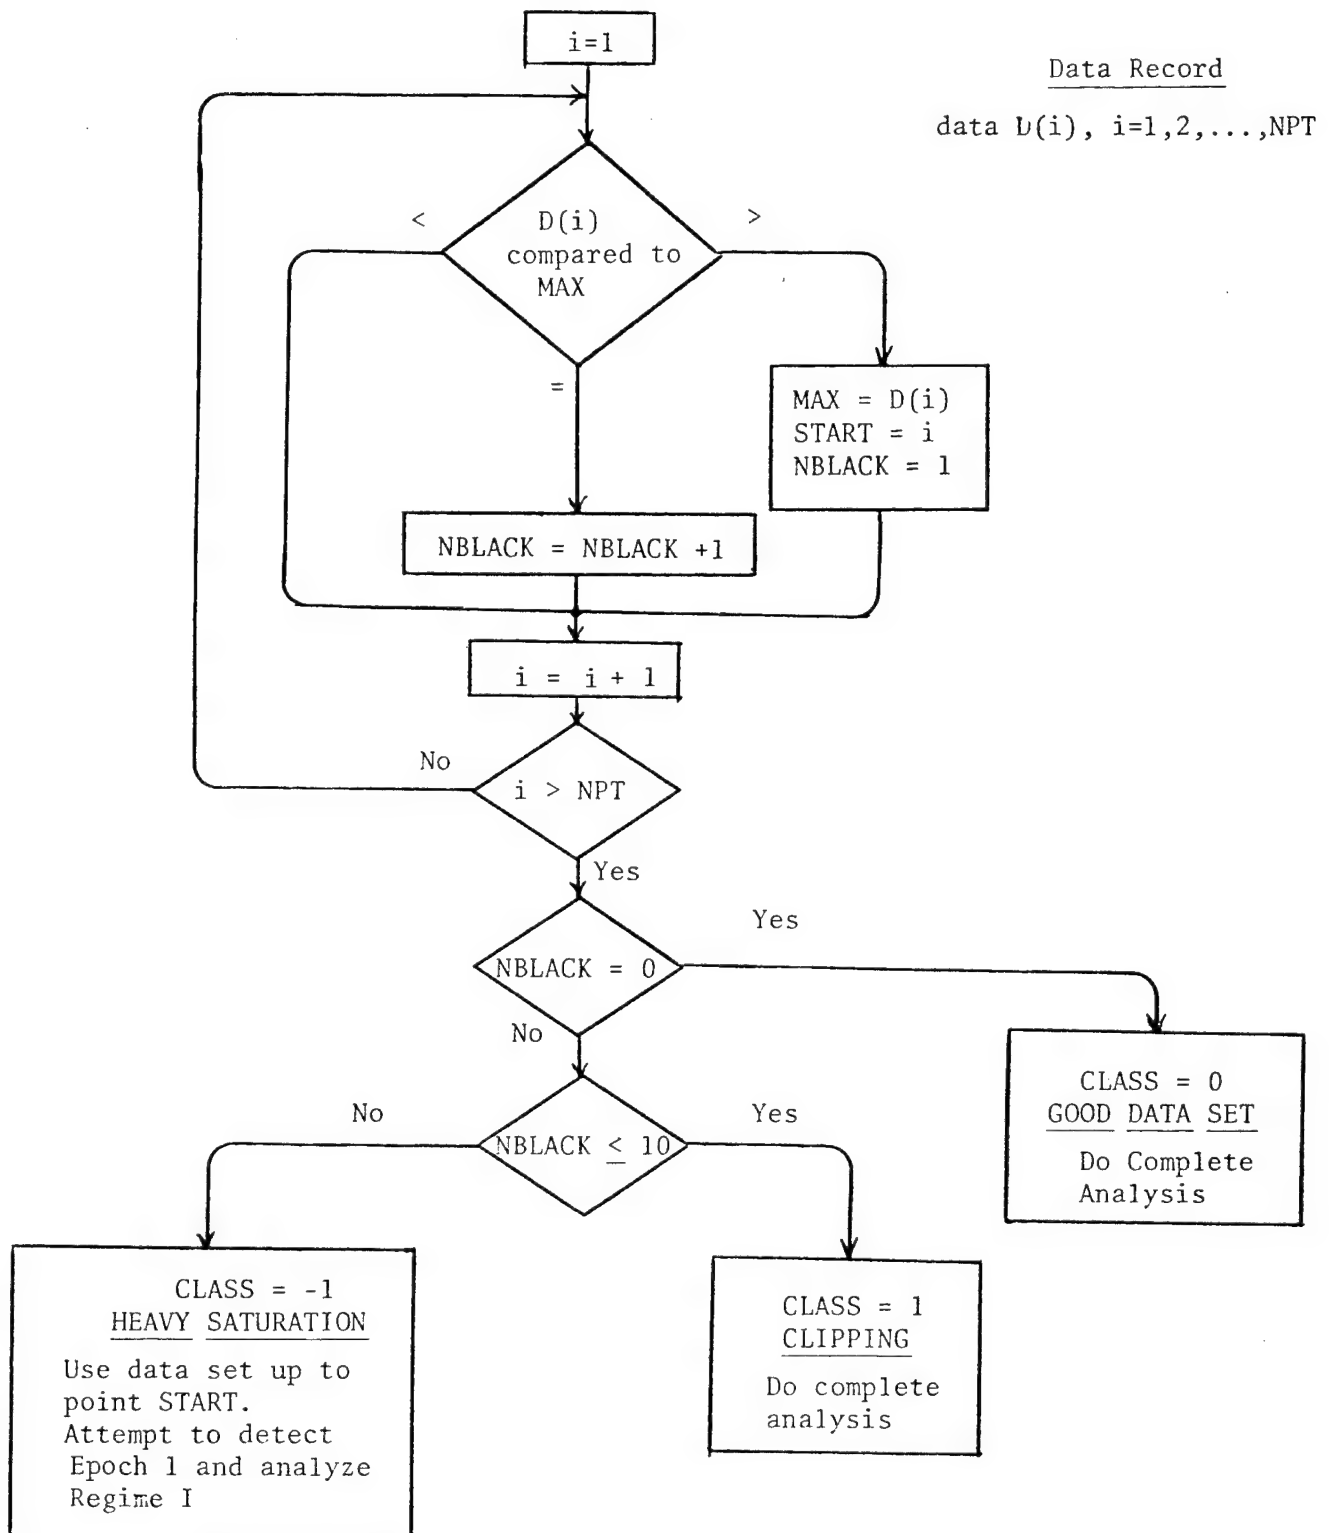 i=1
Data Record
data D(i), i=1,2,...,NPT
<
D(i)
compared to
MAX
>
=
MAX = D(i)
START = i
NBLACK = 1
NBLACK = NBLACK +1
i = i + 1
No
i > NPT
Yes
NBLACK = 0
Yes
No
CLASS = 0
GOOD DATA SET
Do Complete
Analysis
No
NBLACK ≤ 10
Yes
CLASS = -1
HEAVY SATURATION
Use data set up to
point START.
Attempt to detect
Epoch 1 and analyze
Regime I
CLASS = 1
CLIPPING
Do complete
analysis